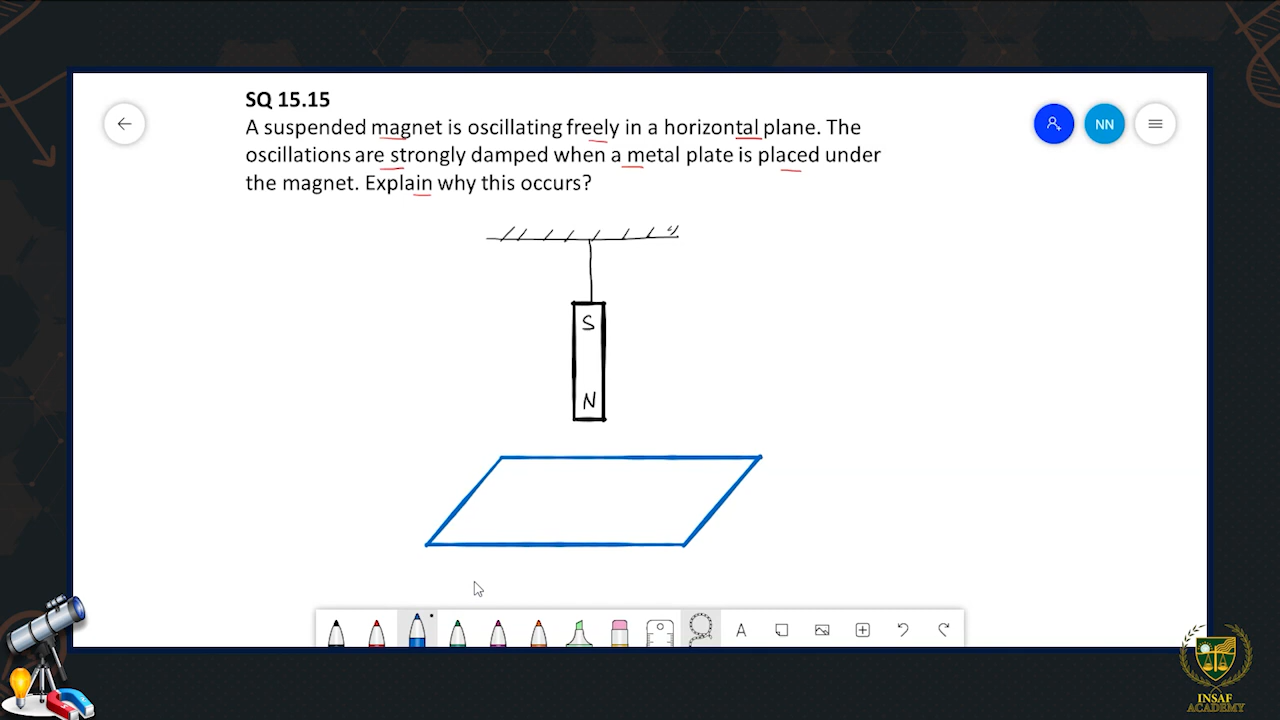 SQ 15.15
A suspended magnet is oscillating freely in a horizontal plane. The
oscillations are strongly damped when a metal plate is placed under
the magnet. Explain why this occurs?
NN
S
N
A
INSAF
ACADEMY